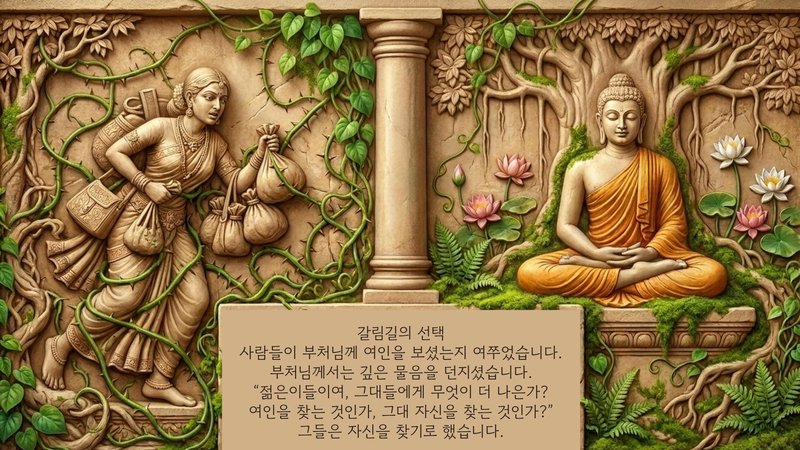 갈림길의 선택
사람들이 부처님께 여인을 보셨는지 여쭈었습니다.
부처님께서는 깊은 물음을 던지셨습니다.
“젊은이들이여, 그대들에게 무엇이 더 나은가?
여인을 찾는 것인가, 그대 자신을 찾는 것인가?”
그들은 자신을 찾기로 했습니다.